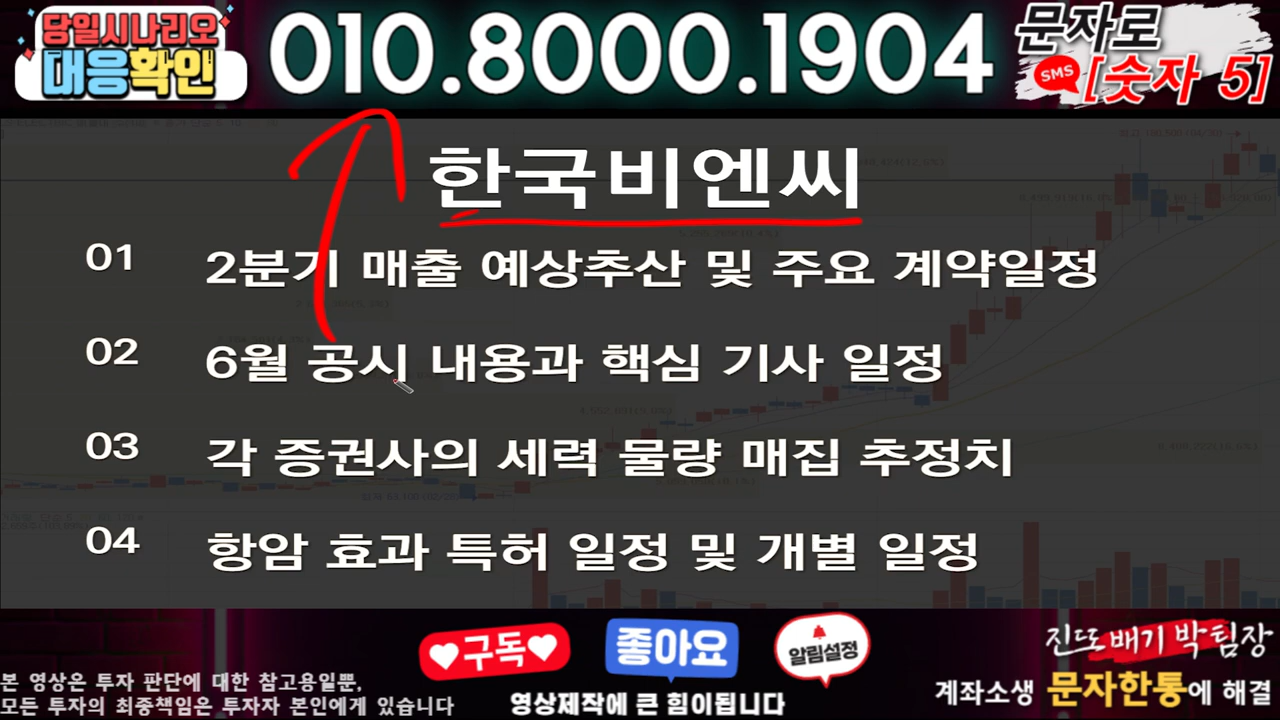 당일시나리오
대응확인
010.8000.1904
문자로
SMS
[숫자 5]
한국비엔씨
01 2분기 매출 예상추산 및 주요 계약일정
02 6월 공시 내용과 핵심 기사 일정
03 각 증권사의 세력 물량 매집 추정치
04 항암 효과 특허 일정 및 개별 일정
구독
좋아요
알림설정
영상제작에 큰 힘이됩니다
본 영상은 투자 판단에 대한 참고용일뿐,
모든 투자의 최종책임은 투자자 본인에게 있습니다
진또배기 박팀장
계좌소생 문자한통에 해결